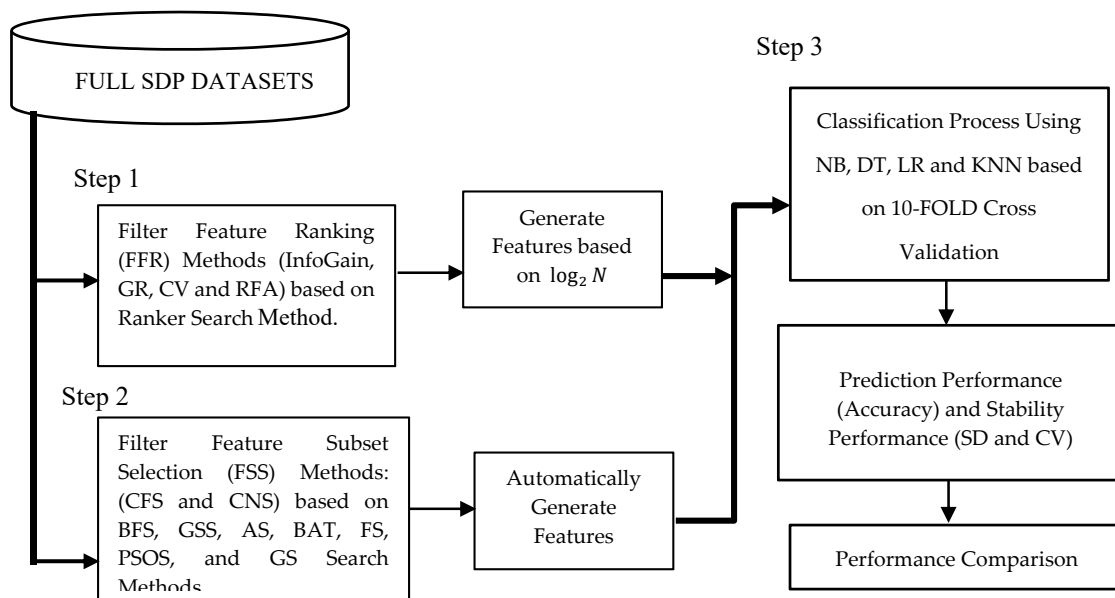 FULL SDP DATASETS
Step 1
Filter Feature Ranking
(FFR) Methods (InfoGain,
GR, CV and RFA) based on
Ranker Search Method.
Generate
Features based
on log₂ N
Step 2
Filter Feature Subset
Selection (FSS) Methods:
(CFS and CNS) based on
BFS, GSS, AS, BAT, FS,
PSOS, and GS Search
Methods
Automatically
Generate
Features
Step 3
Classification Process Using
NB, DT, LR and KNN based
on 10-FOLD Cross
Validation
Prediction Performance
(Accuracy) and Stability
Performance (SD and CV)
Performance Comparison